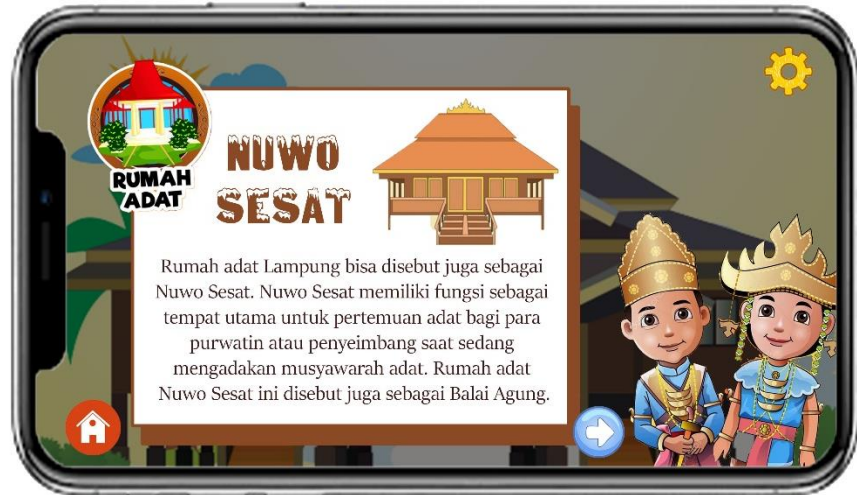 RUMAH
ADAT
NUWO
SESAT
Rumah adat Lampung bisa disebut juga sebagai
Nuwo Sesat. Nuwo Sesat memiliki fungsi sebagai
tempat utama untuk pertemuan adat bagi para
purwatin atau penyeimbang saat sedang
mengadakan musyawarah adat. Rumah adat
Nuwo Sesat ini disebut juga sebagai Balai Agung.